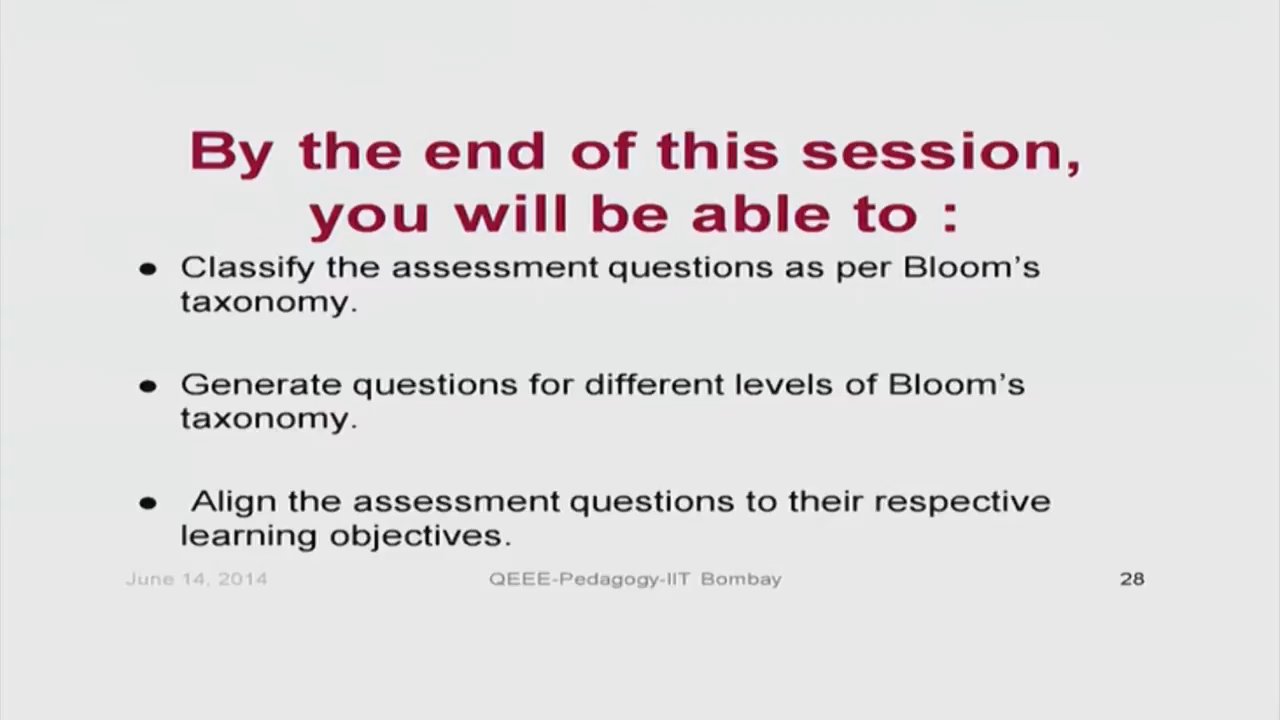 By the end of this session,
you will be able to :
● Classify the assessment questions as per Bloom’s
taxonomy.
● Generate questions for different levels of Bloom’s
taxonomy.
● Align the assessment questions to their respective
learning objectives.
June 14, 2014 QEEE-Pedagogy-IIT Bombay 28